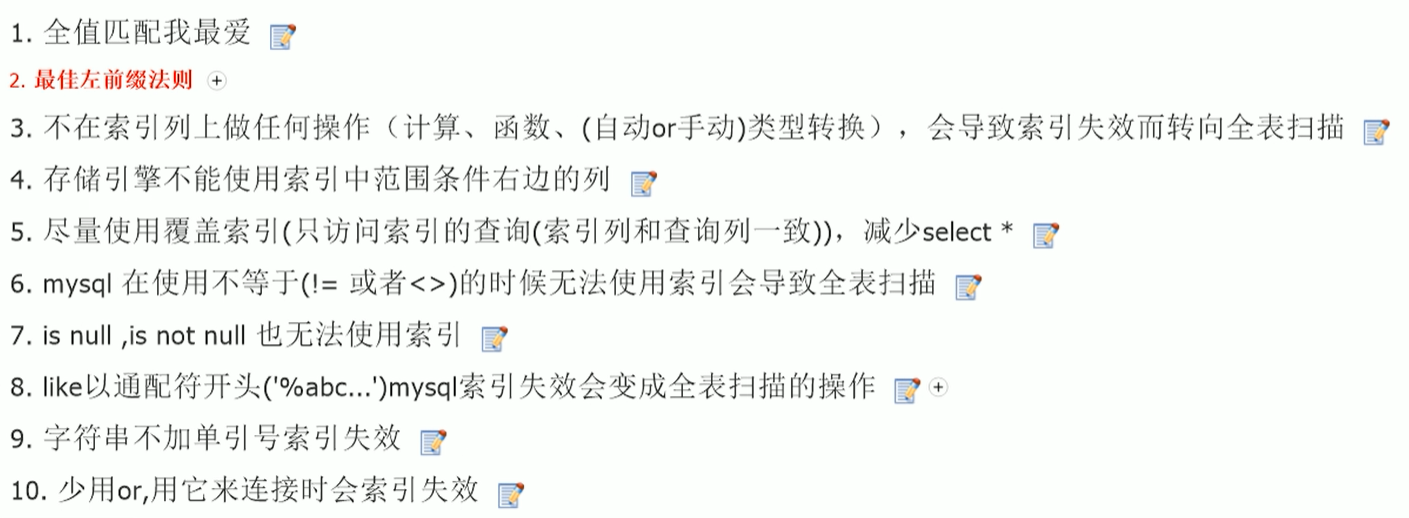 1. 全值匹配我最爱
2. 最佳左前缀法则
3. 不在索引列上做任何操作（计算、函数、(自动or手动)类型转换），会导致索引失效而转向全表扫描
4. 存储引擎不能使用索引中范围条件右边的列
5. 尽量使用覆盖索引(只访问索引的查询(索引列和查询列一致))，减少select *
6. mysql 在使用不等于(!= 或者<>)的时候无法使用索引会导致全表扫描
7. is null ,is not null 也无法使用索引
8. like以通配符开头('%abc...')mysql索引失效会变成全表扫描的操作
9. 字符串不加单引号索引失效
10. 少用or,用它来连接时会索引失效